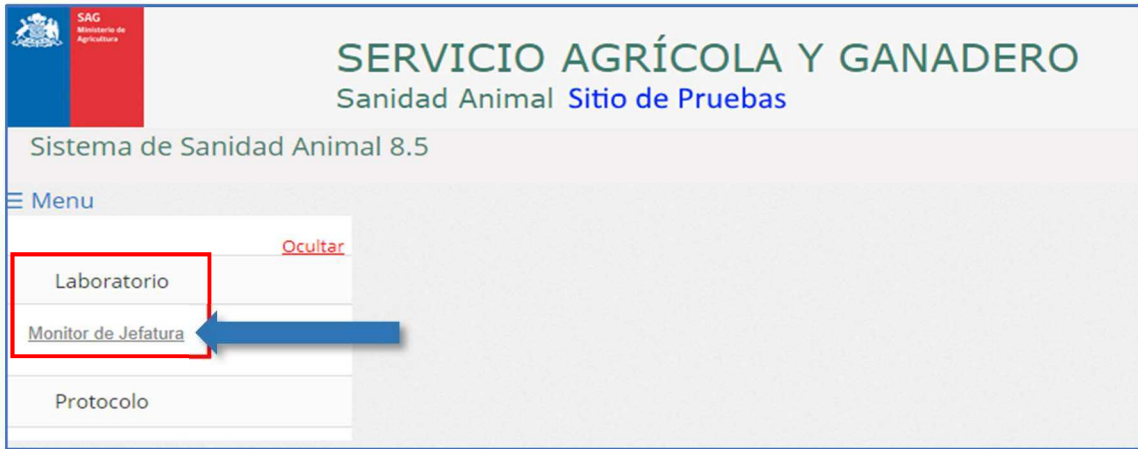 SAG
Ministerio de
Agricultura
SERVICIO AGRÍCOLA Y GANADERO
Sanidad Animal Sitio de Pruebas
Sistema de Sanidad Animal 8.5
☰ Menu
Ocultar
Laboratorio
Monitor de Jefatura
Protocolo